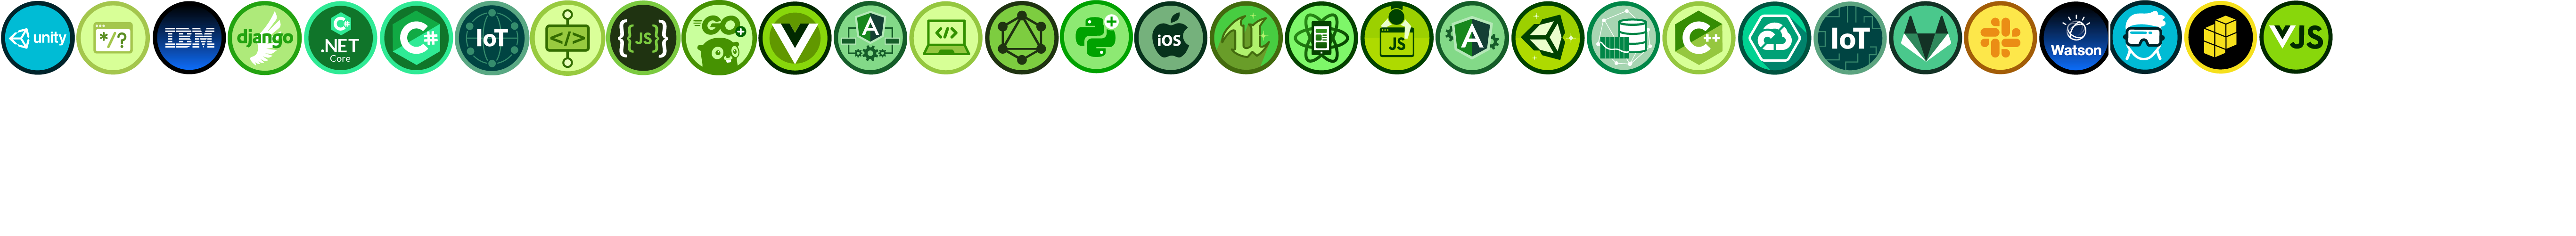 unity */? IBM django C# .NET Core C# IoT </> {JS} GO+ V A </> + iOS u JS A C++ IoT Watson VJS